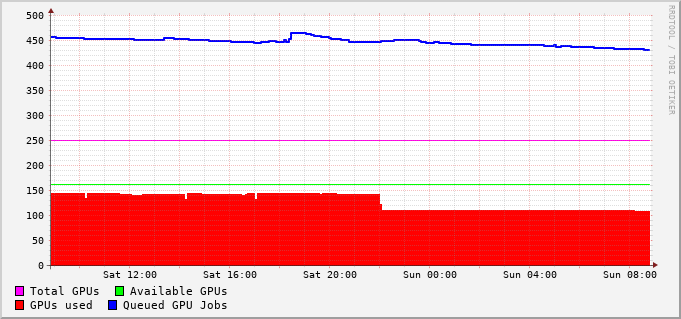 500
450
400
350
300
250
200
150
100
50
0
Sat 12:00 Sat 16:00 Sat 20:00 Sun 00:00 Sun 04:00 Sun 08:00
Total GPUs Available GPUs
GPUs used Queued GPU Jobs
RRDTOOL / TOBI OETIKER